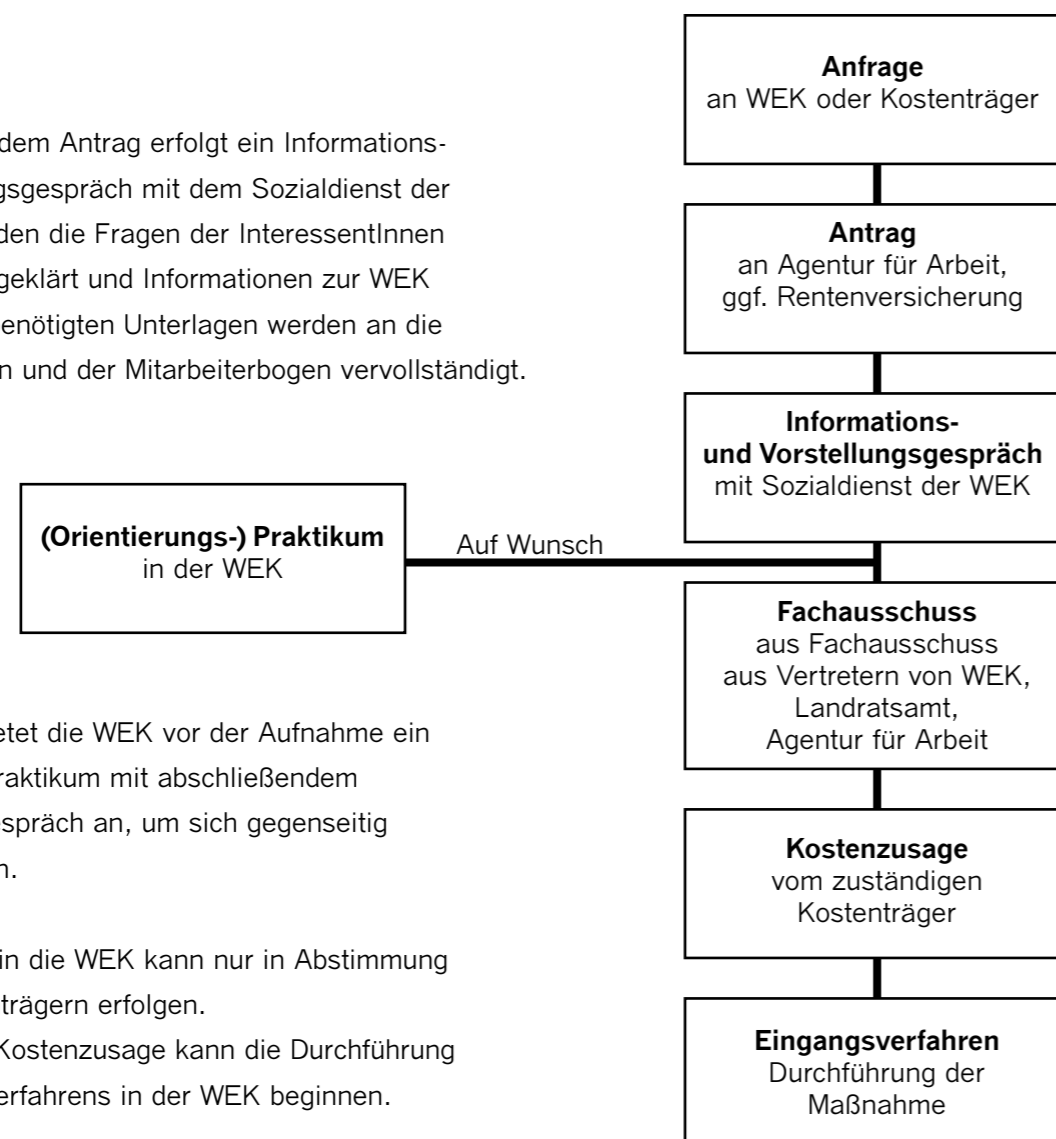 dem Antrag erfolgt ein Informations-
gsgespräch mit dem Sozialdienst der
den die Fragen der InteressentInnen
geklärt und Informationen zur WEK
enötigten Unterlagen werden an die
n und der Mitarbeiterbogen vervollständigt.
(Orientierungs-) Praktikum
in der WEK
Auf Wunsch
etet die WEK vor der Aufnahme ein
raktikum mit abschließendem
espräch an, um sich gegenseitig
n.
in die WEK kann nur in Abstimmung
trägern erfolgen.
Kostenzusage kann die Durchführung
erfahrens in der WEK beginnen.
Anfrage
an WEK oder Kostenträger
Antrag
an Agentur für Arbeit,
ggf. Rentenversicherung
Informations-
und Vorstellungsgespräch
mit Sozialdienst der WEK
Fachausschuss
aus Fachausschuss
aus Vertretern von WEK,
Landratsamt,
Agentur für Arbeit
Kostenzusage
vom zuständigen
Kostenträger
Eingangsverfahren
Durchführung der
Maßnahme